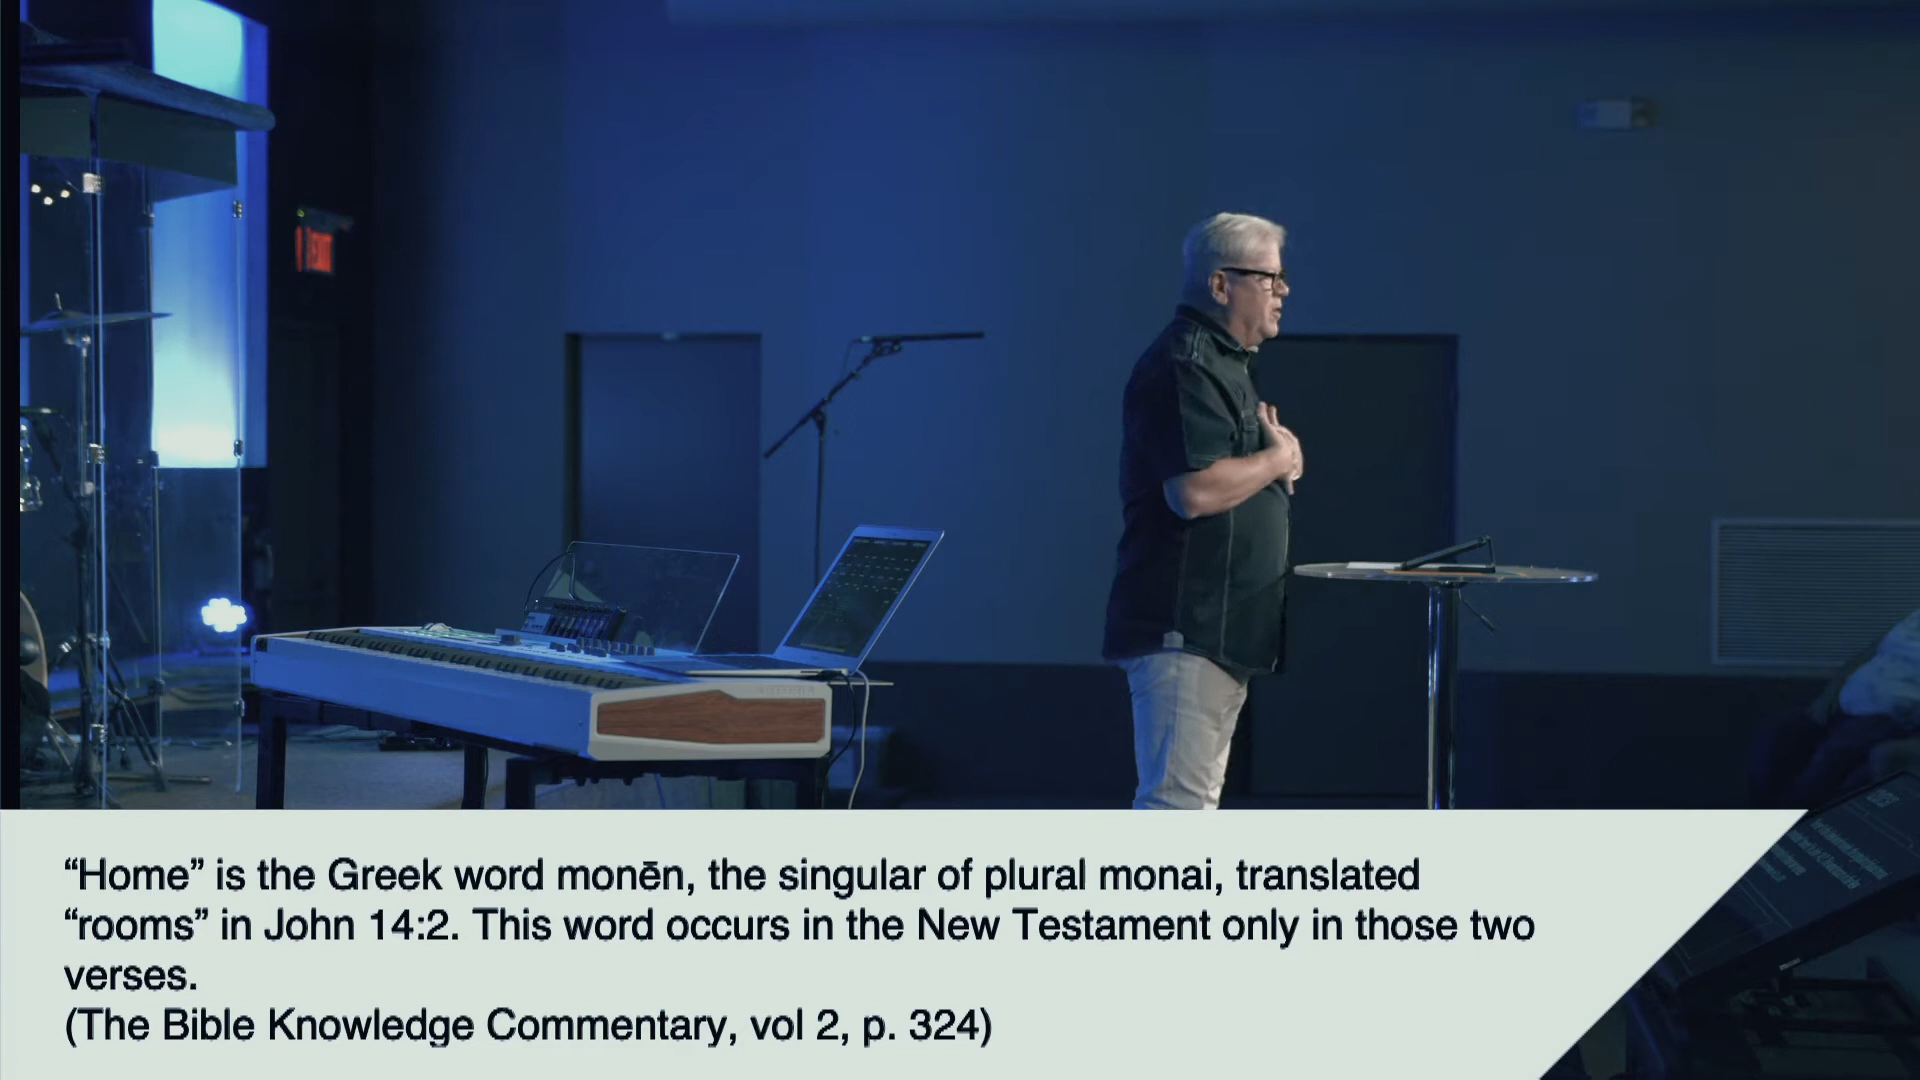 EXIT
“Home” is the Greek word monēn, the singular of plural monai, translated
“rooms” in John 14:2. This word occurs in the New Testament only in those two
verses.
(The Bible Knowledge Commentary, vol 2, p. 324)